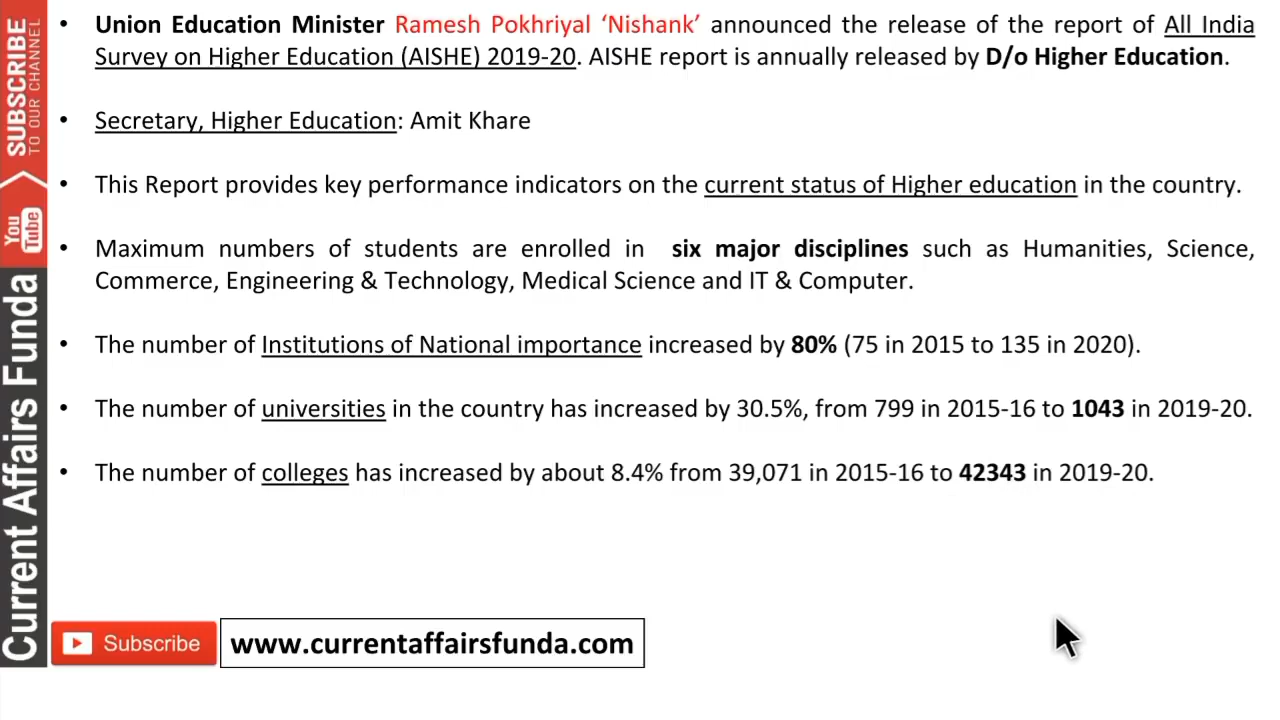 • Union Education Minister Ramesh Pokhriyal ‘Nishank’ announced the release of the report of All India
Survey on Higher Education (AISHE) 2019-20. AISHE report is annually released by D/o Higher Education.
• Secretary, Higher Education: Amit Khare
• This Report provides key performance indicators on the current status of Higher education in the country.
• Maximum numbers of students are enrolled in six major disciplines such as Humanities, Science,
Commerce, Engineering & Technology, Medical Science and IT & Computer.
• The number of Institutions of National importance increased by 80% (75 in 2015 to 135 in 2020).
• The number of universities in the country has increased by 30.5%, from 799 in 2015-16 to 1043 in 2019-20.
• The number of colleges has increased by about 8.4% from 39,071 in 2015-16 to 42343 in 2019-20.
SUBSCRIBE
TO OUR CHANNEL
You
Tube
Current Affairs Funda
Subscribe
www.currentaffairsfunda.com